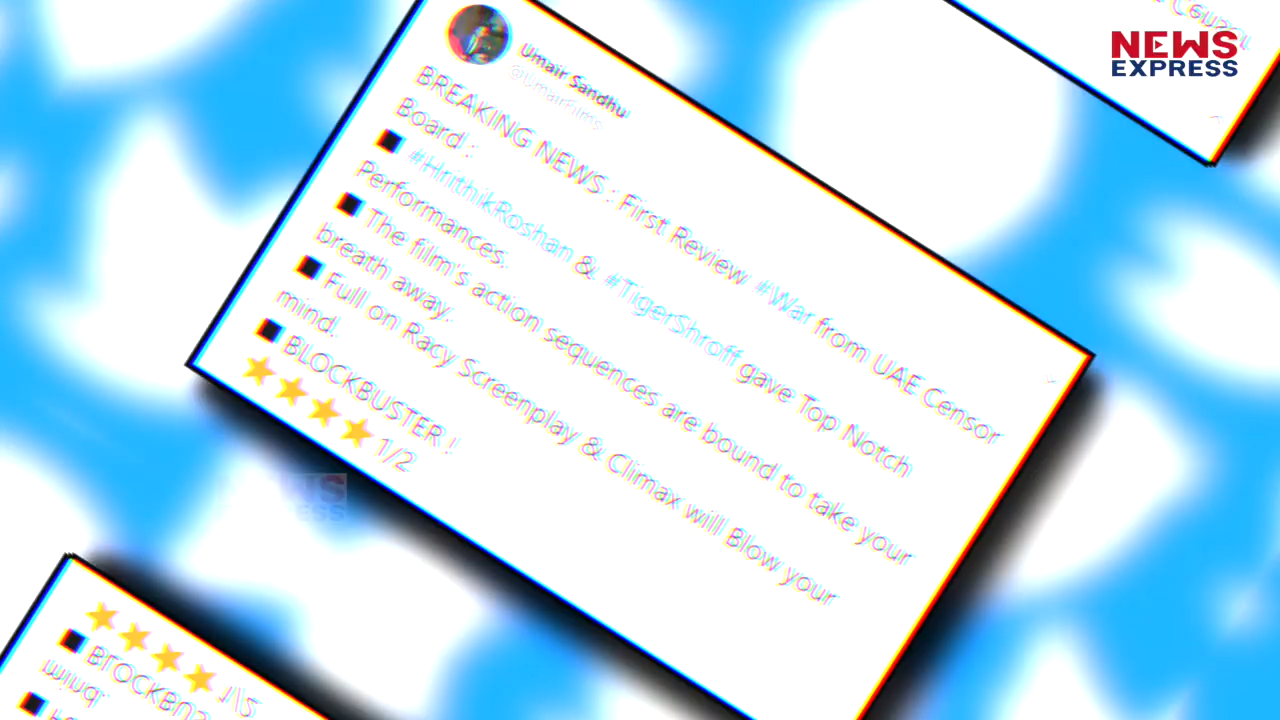 NEWS
EXPRESS
Umair Sandhu
@UmairFilms
BREAKING NEWS : First Review #War from UAE Censor
Board :
■ #HrithikRoshan & #TigerShroff gave Top Notch
Performances.
■ The film's action sequences are bound to take your
breath away.
■ Full on Racy Screenplay & Climax will Blow your
mind.
■ BLOCKBUSTER !
★★★★ 1/2